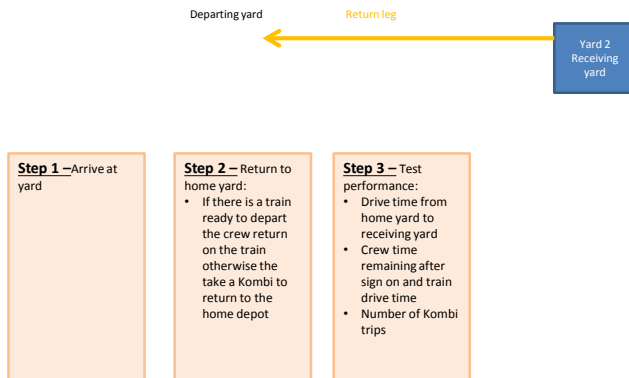 Departing yard
Return leg
Yard 2
Receiving
yard
Step 1 –Arrive at
yard
Step 2 – Return to
home yard:
• If there is a train
ready to depart
the crew return
on the train
otherwise the
take a Kombi to
return to the
home depot
Step 3 – Test
performance:
• Drive time from
home yard to
receiving yard
• Crew time
remaining after
sign on and train
drive time
• Number of Kombi
trips